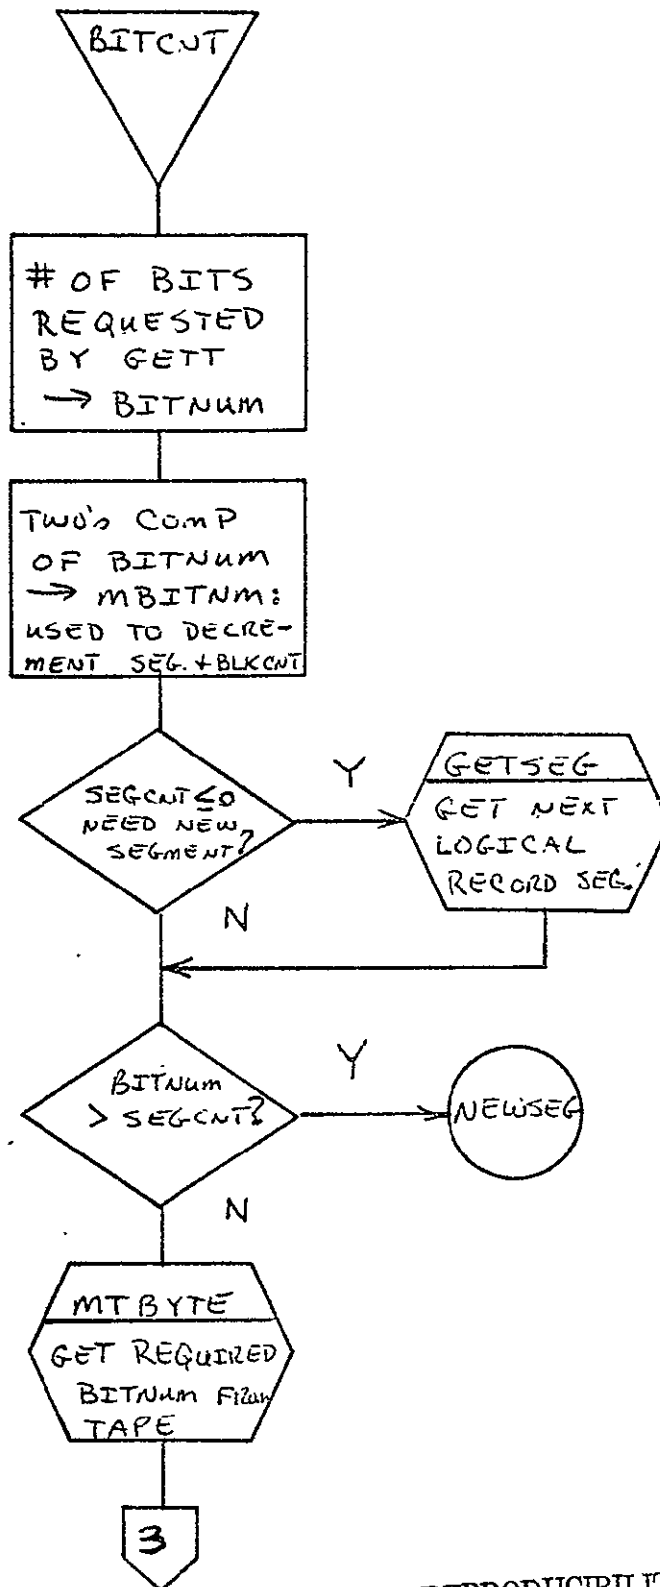 BITCNT
# OF BITS
REQUESTED
BY GETT
→ BITNUM
TWO's COMP
OF BITNUM
→ MBITNM:
USED TO DECRE-
MENT SEG. + BLKCNT
SEGCNT ≤ 0
NEED NEW
SEGMENT?
Y
GETSEG
GET NEXT
LOGICAL
RECORD SEG.
N
BITNUM
> SEGCNT?
Y
NEWSEG
N
MTBYTE
GET REQUIRED
BITNUM FROM
TAPE
3